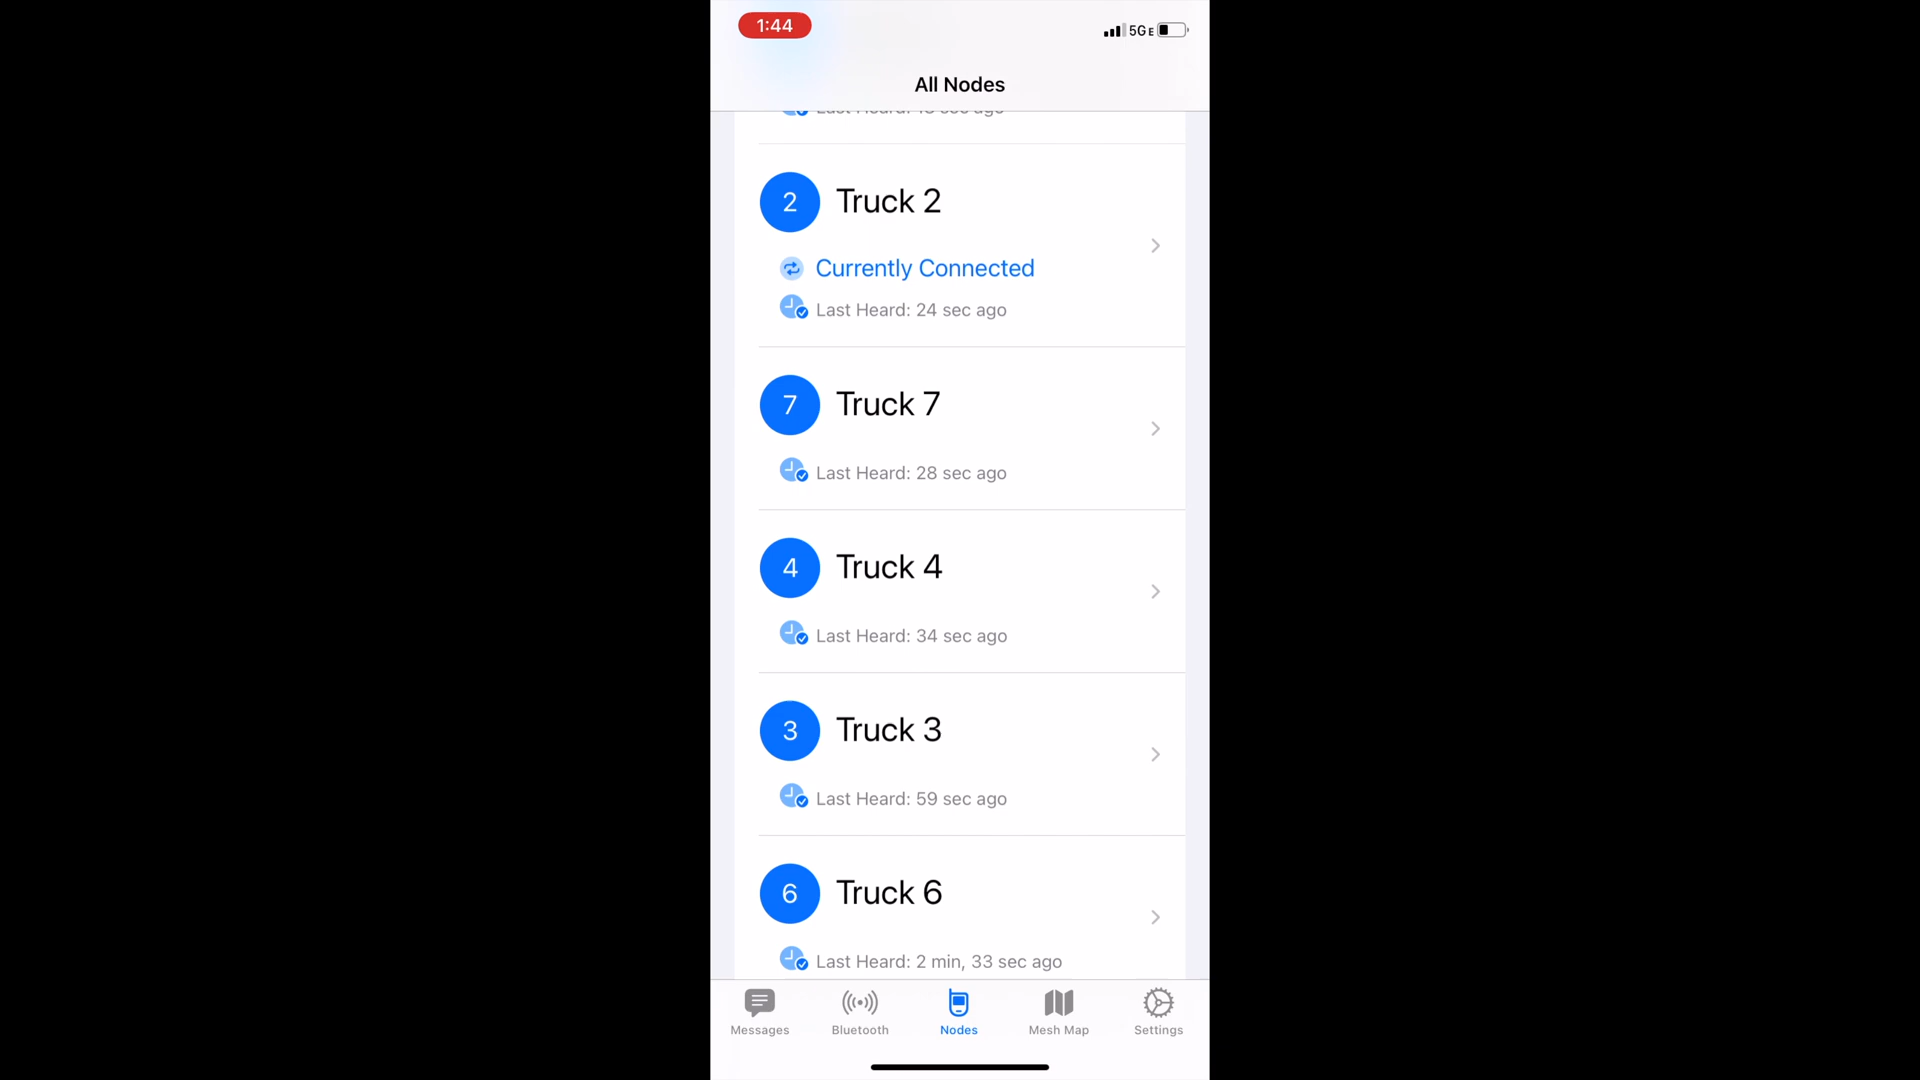 1:44
5GE
All Nodes
2
Truck 2
Currently Connected
Last Heard: 24 sec ago
7
Truck 7
Last Heard: 28 sec ago
4
Truck 4
Last Heard: 34 sec ago
3
Truck 3
Last Heard: 59 sec ago
6
Truck 6
Last Heard: 2 min, 33 sec ago
Messages
Bluetooth
Nodes
Mesh Map
Settings